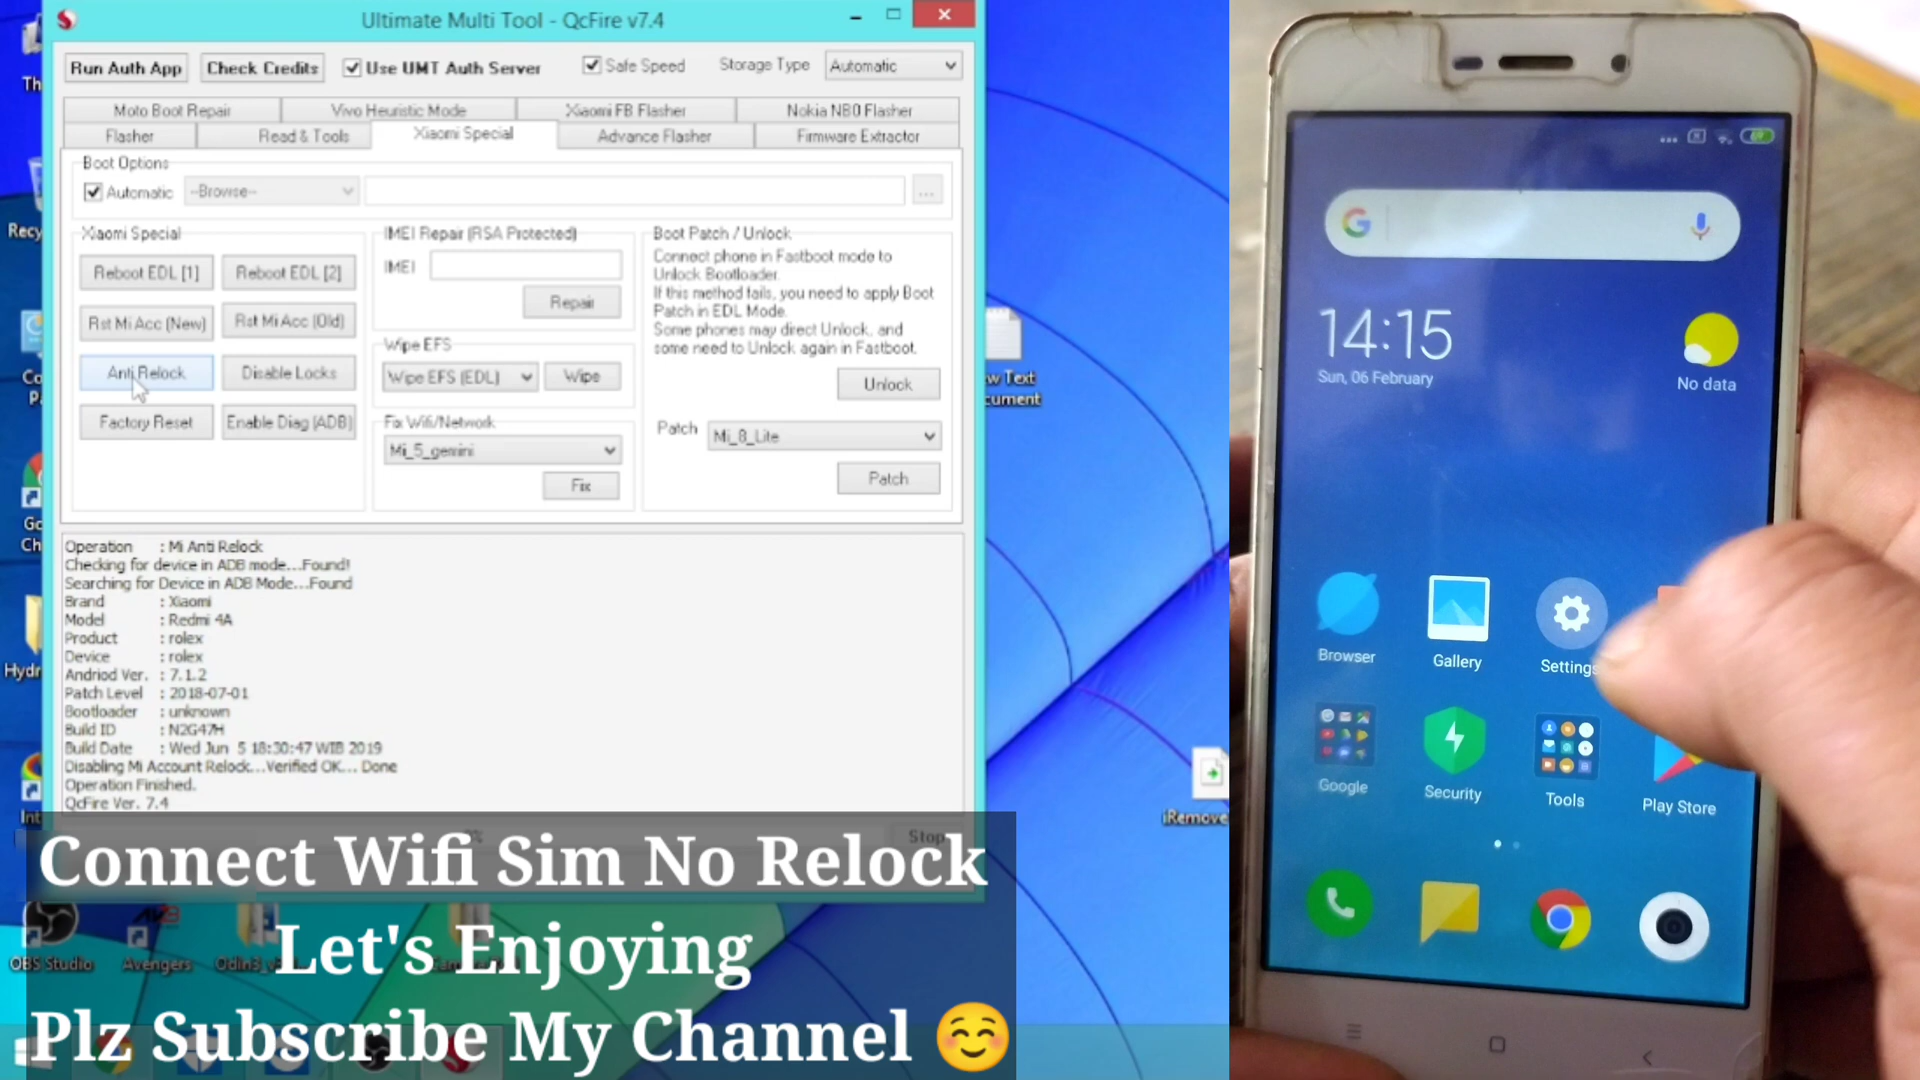 Ultimate Multi Tool - QcFire v7.4
Run Auth App
Check Credits
Use UMT Auth Server
Safe Speed
Storage Type
Automatic
Moto Boot Repair
Vivo Heuristic Mode
Xiaomi FB Flasher
Nokia NB0 Flasher
Flasher
Read & Tools
Xiaomi Special
Advance Flasher
Firmware Extractor
Boot Options
Automatic
--Browse--
...
Xiaomi Special
Reboot EDL [1]
Reboot EDL [2]
Rst Mi Acc (New)
Rst Mi Acc (Old)
Anti Relock
Disable Locks
Factory Reset
Enable Diag (ADB)
IMEI Repair (RSA Protected)
IMEI
Repair
Wipe EFS
Wipe EFS (EDL)
Wipe
Fix Wifi/Network
Mi_5_gemini
Fix
Boot Patch / Unlock
Connect phone in Fastboot mode to
Unlock Bootloader.
If this method fails, you need to apply Boot
Patch in EDL Mode.
Some phones may direct Unlock, and
some need to Unlock again in Fastboot.
Unlock
Patch
Mi_8_Lite
Patch
Operation : Mi Anti Relock
Checking for device in ADB mode...Found!
Searching for Device in ADB Mode...Found
Brand : Xiaomi
Model : Redmi 4A
Product : rolex
Device : rolex
Andriod Ver. : 7.1.2
Patch Level : 2018-07-01
Bootloader : unknown
Build ID : N2G47H
Build Date : Wed Jun 5 18:30:47 WIB 2019
Disabling Mi Account Relock...Verified OK... Done
Operation Finished.
QcFire Ver. 7.4
Stop
Connect Wifi Sim No Relock
Let's Enjoying
Plz Subscribe My Channel ☺️
OBS Studio
Avengers
iRemove
14:15
Sun, 06 February
No data
Browser
Gallery
Settings
Google
Security
Tools
Play Store